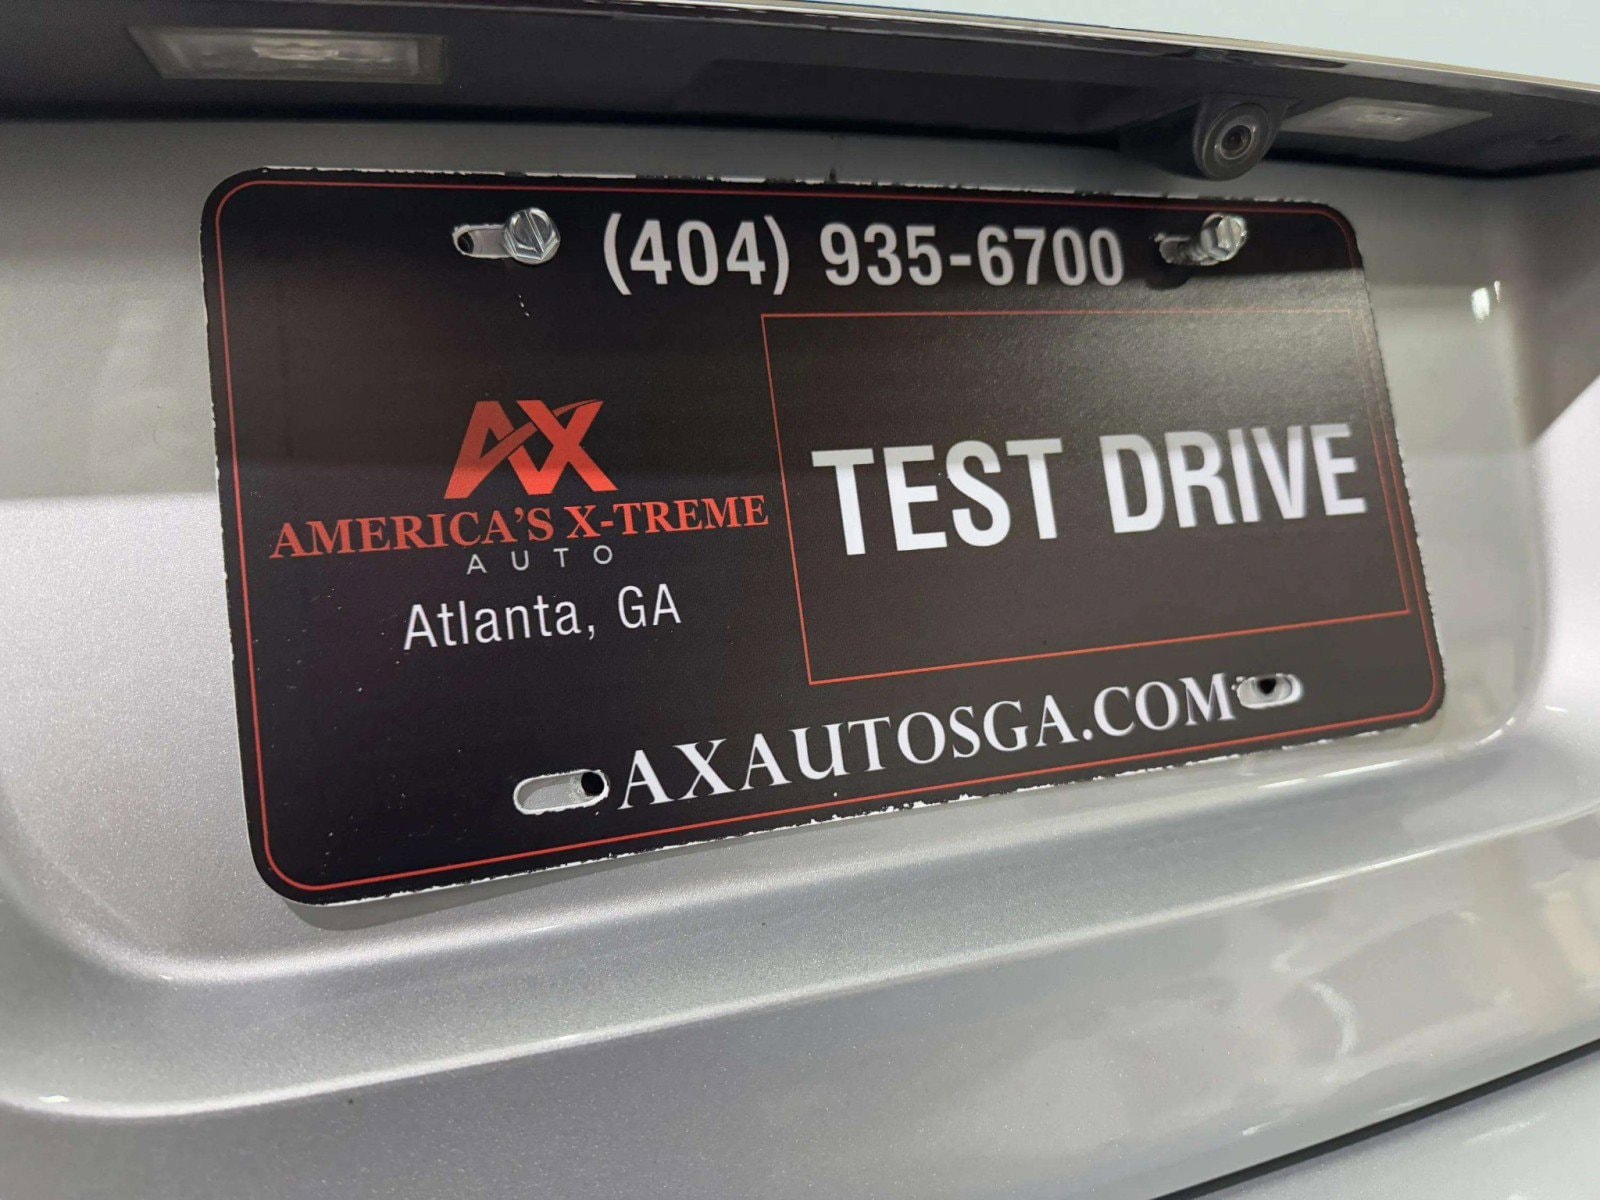 (404) 935-6700
AX
AMERICA'S X-TREME
AUTO
Atlanta, GA
TEST DRIVE
AXAUTOSGA.COM